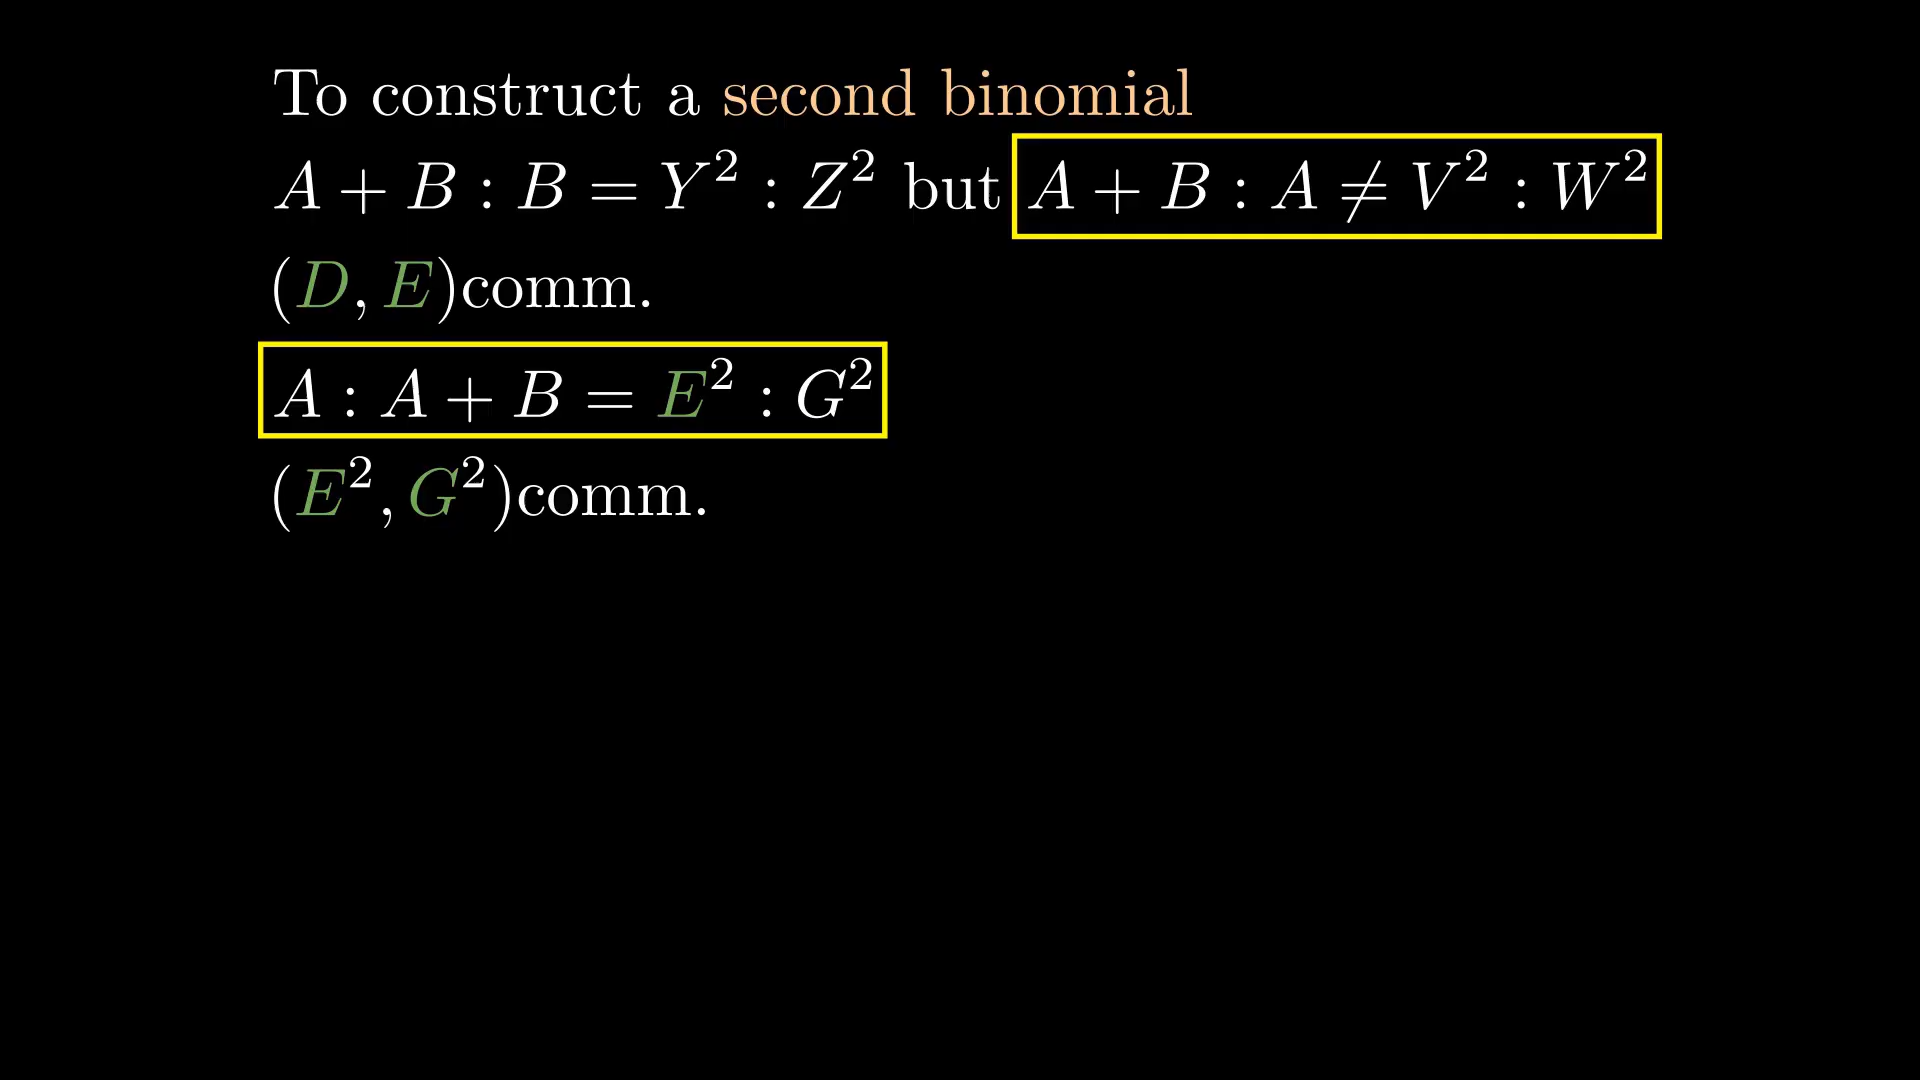 To construct a second binomial
A + B : B = Y² : Z² but A + B : A ≠ V² : W²
(D, E)comm.
A : A + B = E² : G²
(E², G²)comm.